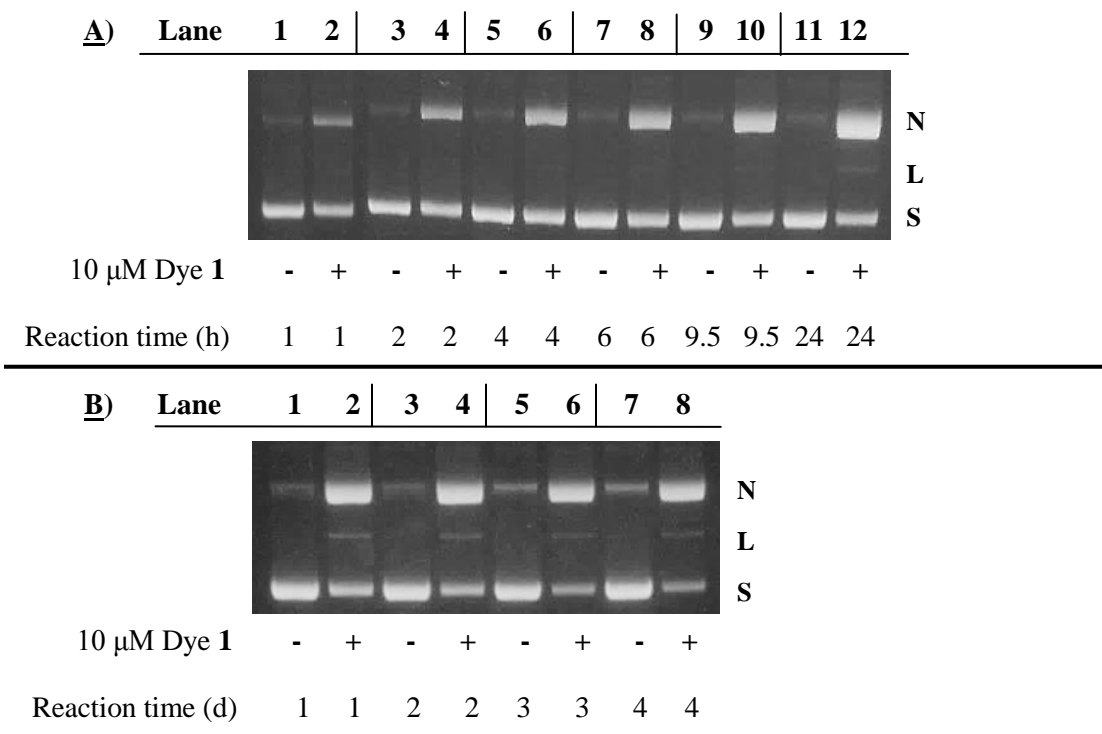 A) Lane 1 2 3 4 5 6 7 8 9 10 11 12
N
L
S
10 μM Dye 1 - + - + - + - + - + - +
Reaction time (h) 1 1 2 2 4 4 6 6 9.5 9.5 24 24
B) Lane 1 2 3 4 5 6 7 8
N
L
S
10 μM Dye 1 - + - + - + - +
Reaction time (d) 1 1 2 2 3 3 4 4